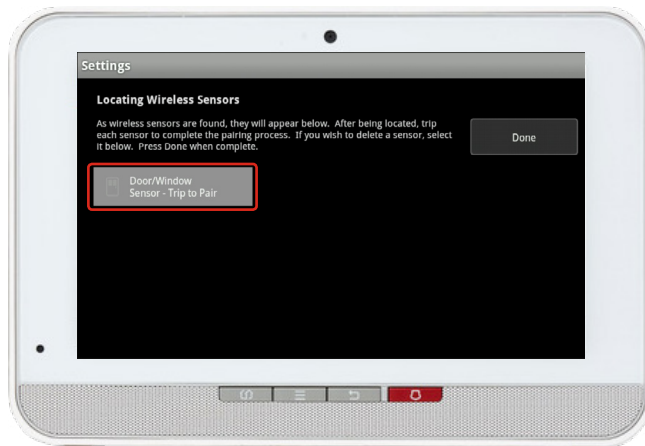 Settings
Locating Wireless Sensors
As wireless sensors are found, they will appear below. After being located, trip
each sensor to complete the pairing process. If you wish to delete a sensor, select
it below. Press Done when complete.
Done
Door/Window
Sensor - Trip to Pair